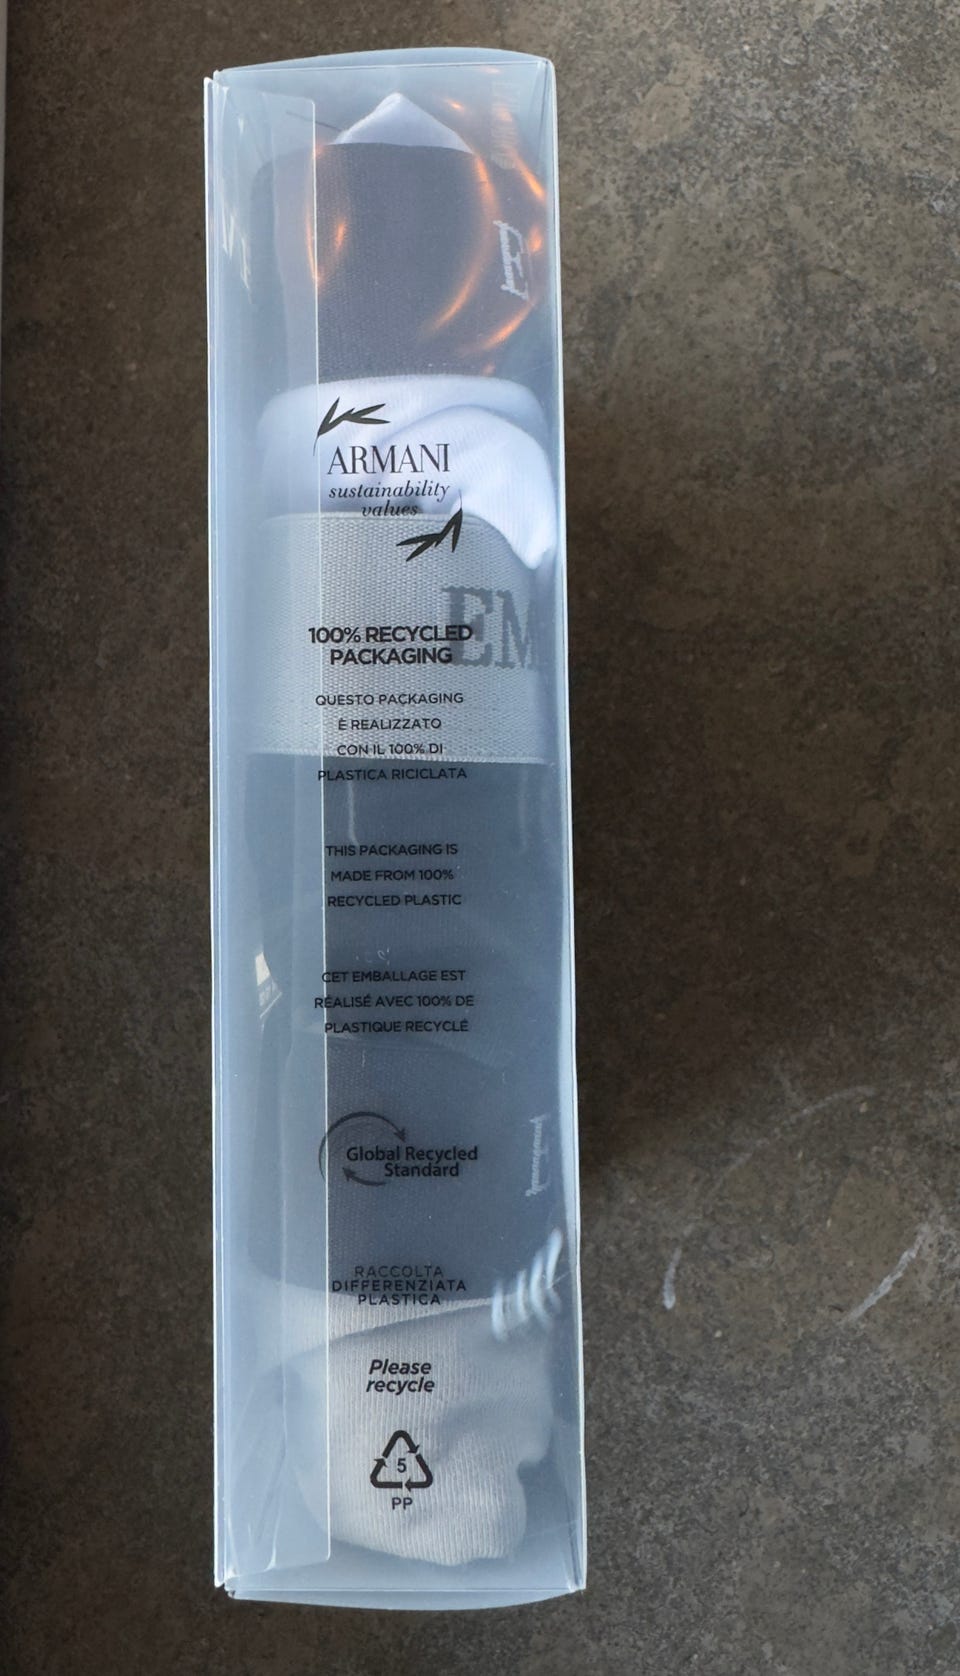 ARMANI
sustainability
values
EM
100% RECYCLED
PACKAGING
QUESTO PACKAGING
È REALIZZATO
CON IL 100% DI
PLASTICA RICICLATA
THIS PACKAGING IS
MADE FROM 100%
RECYCLED PLASTIC
CET EMBALLAGE EST
RÉALISÉ AVEC 100% DE
PLASTIQUE RECYCLÉ
Global Recycled
Standard
RACCOLTA
DIFFERENZIATA
PLASTICA
Please
recycle
5
PP